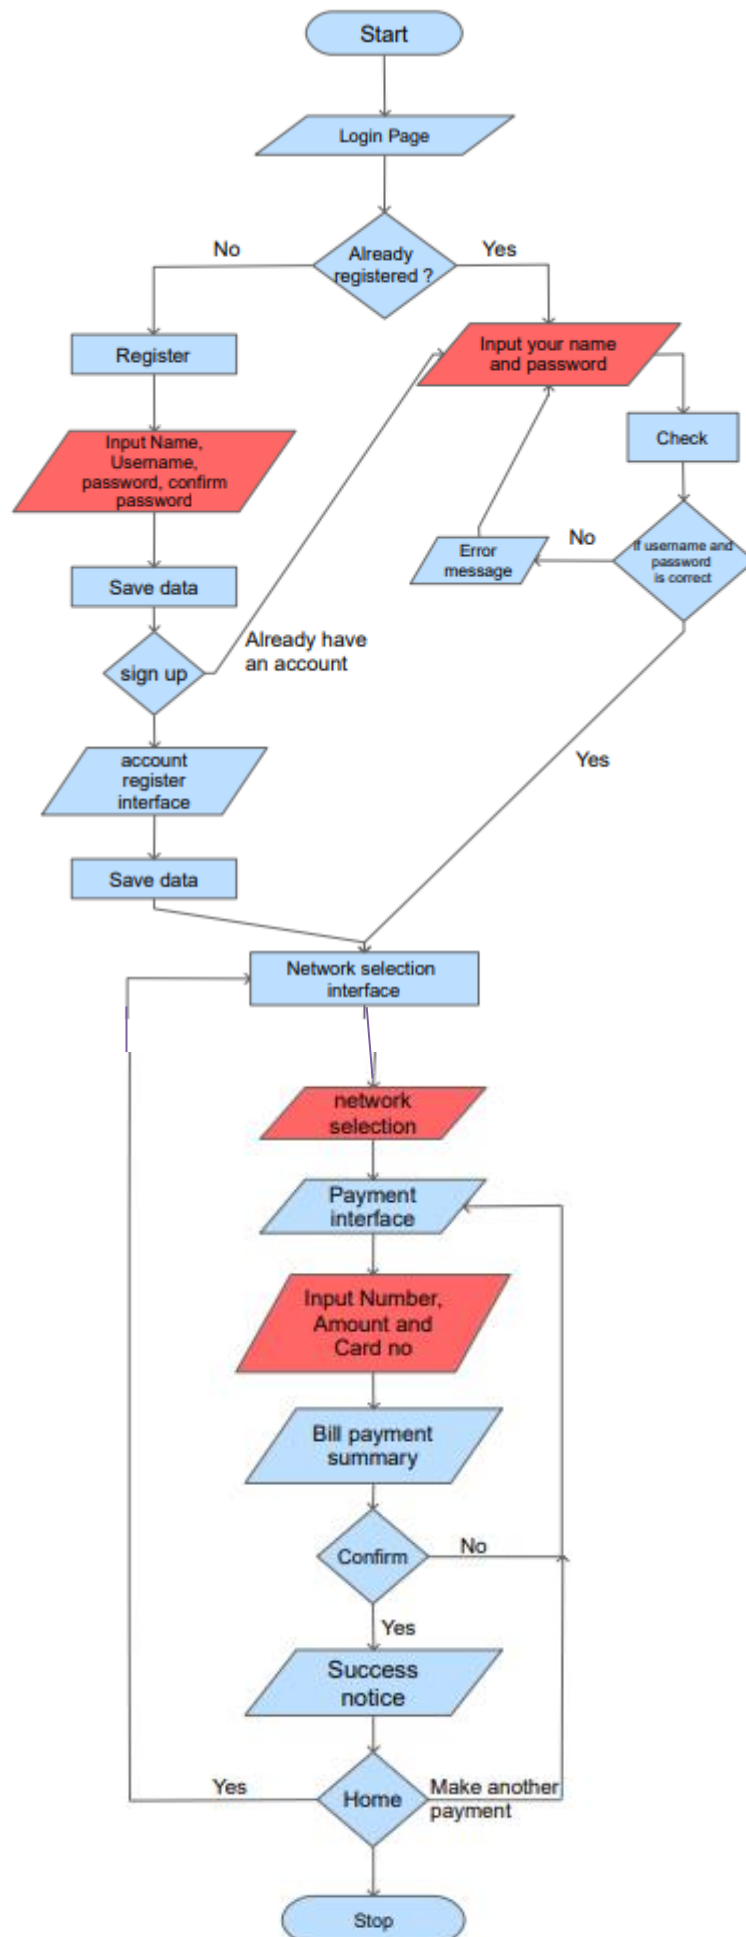 Start
Login Page
Already
registered ?
No
Yes
Register
Input your name
and password
Check
Input Name,
Username,
password, confirm
password
If username and
password
is correct
No
Error
message
Save data
Already have
an account
sign up
Yes
account
register
interface
Save data
Network selection
interface
network
selection
Payment
interface
Input Number,
Amount and
Card no
Bill payment
summary
Confirm
No
Yes
Success
notice
Home
Yes
Make another
payment
Stop